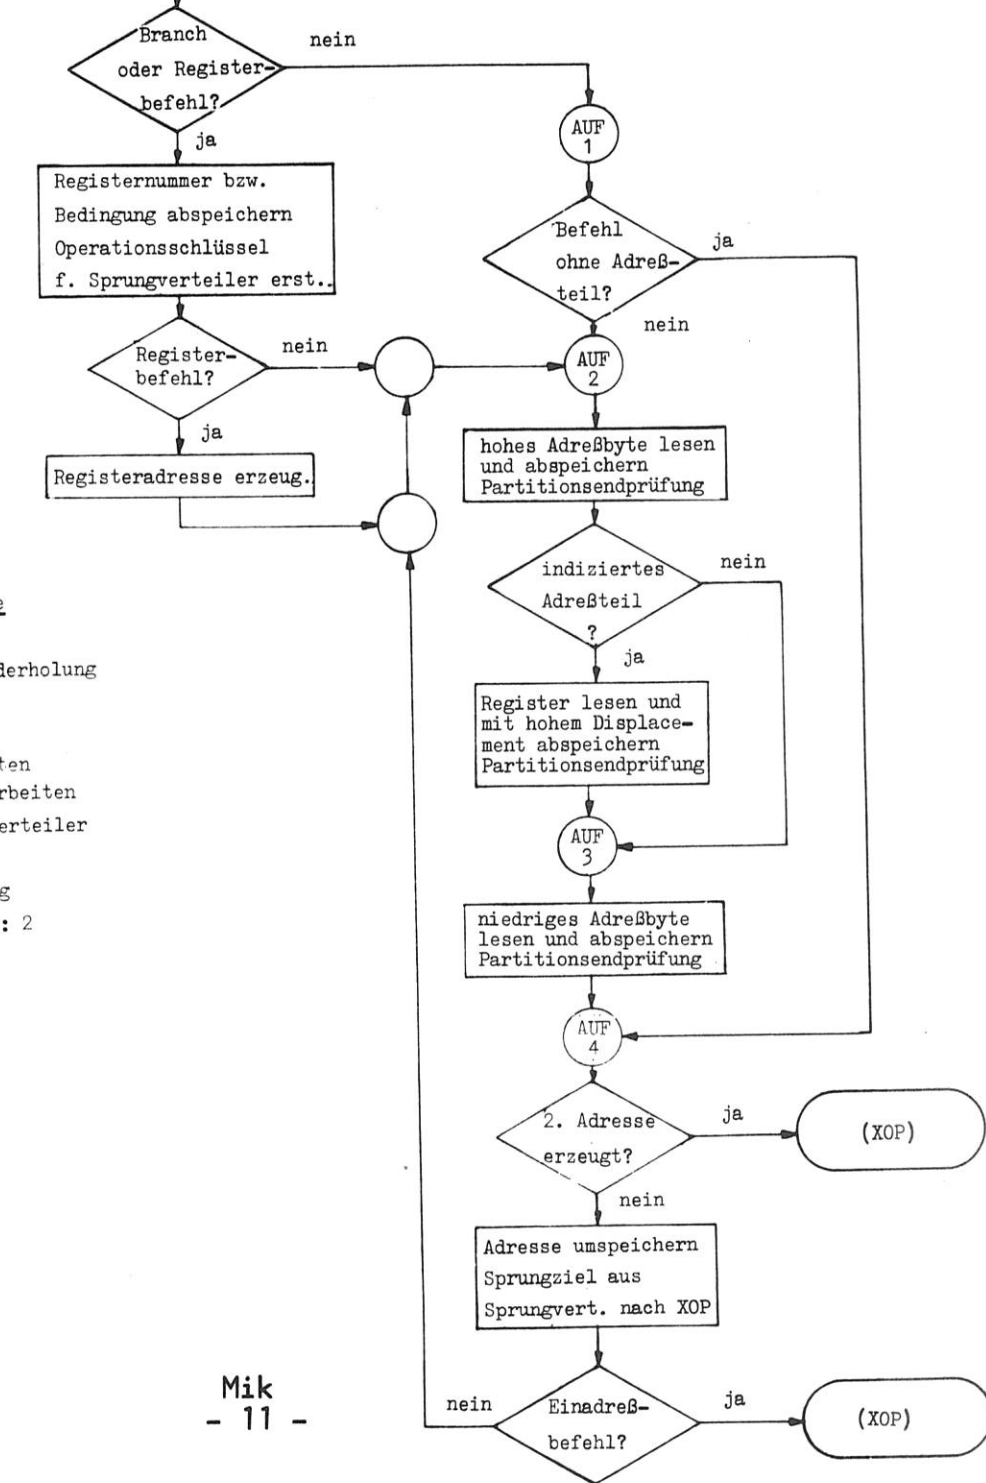 Branch
oder Register-
befehl?
nein
ja
AUF
1
Registernummer bzw.
Bedingung abspeichern
Operationsschlüssel
f. Sprungverteiler erst..
Befehl
ohne Adreß-
teil?
ja
nein
Register-
befehl?
nein
ja
AUF
2
Registeradresse erzeug.
hohes Adreßbyte lesen
und abspeichern
Partitionsendprüfung
indiziertes
Adreßteil
?
nein
ja
Register lesen und
mit hohem Displace-
ment abspeichern
Partitionsendprüfung
AUF
3
niedriges Adreßbyte
lesen und abspeichern
Partitionsendprüfung
AUF
4
2. Adresse
erzeugt?
ja
(XOP)
nein
Adresse umspeichern
Sprungziel aus
Sprungvert. nach XOP
Einadreß-
befehl?
nein
ja
(XOP)
e
derholung
ten
rbeiten
erteiler
g
: 2
Mik
- 11 -